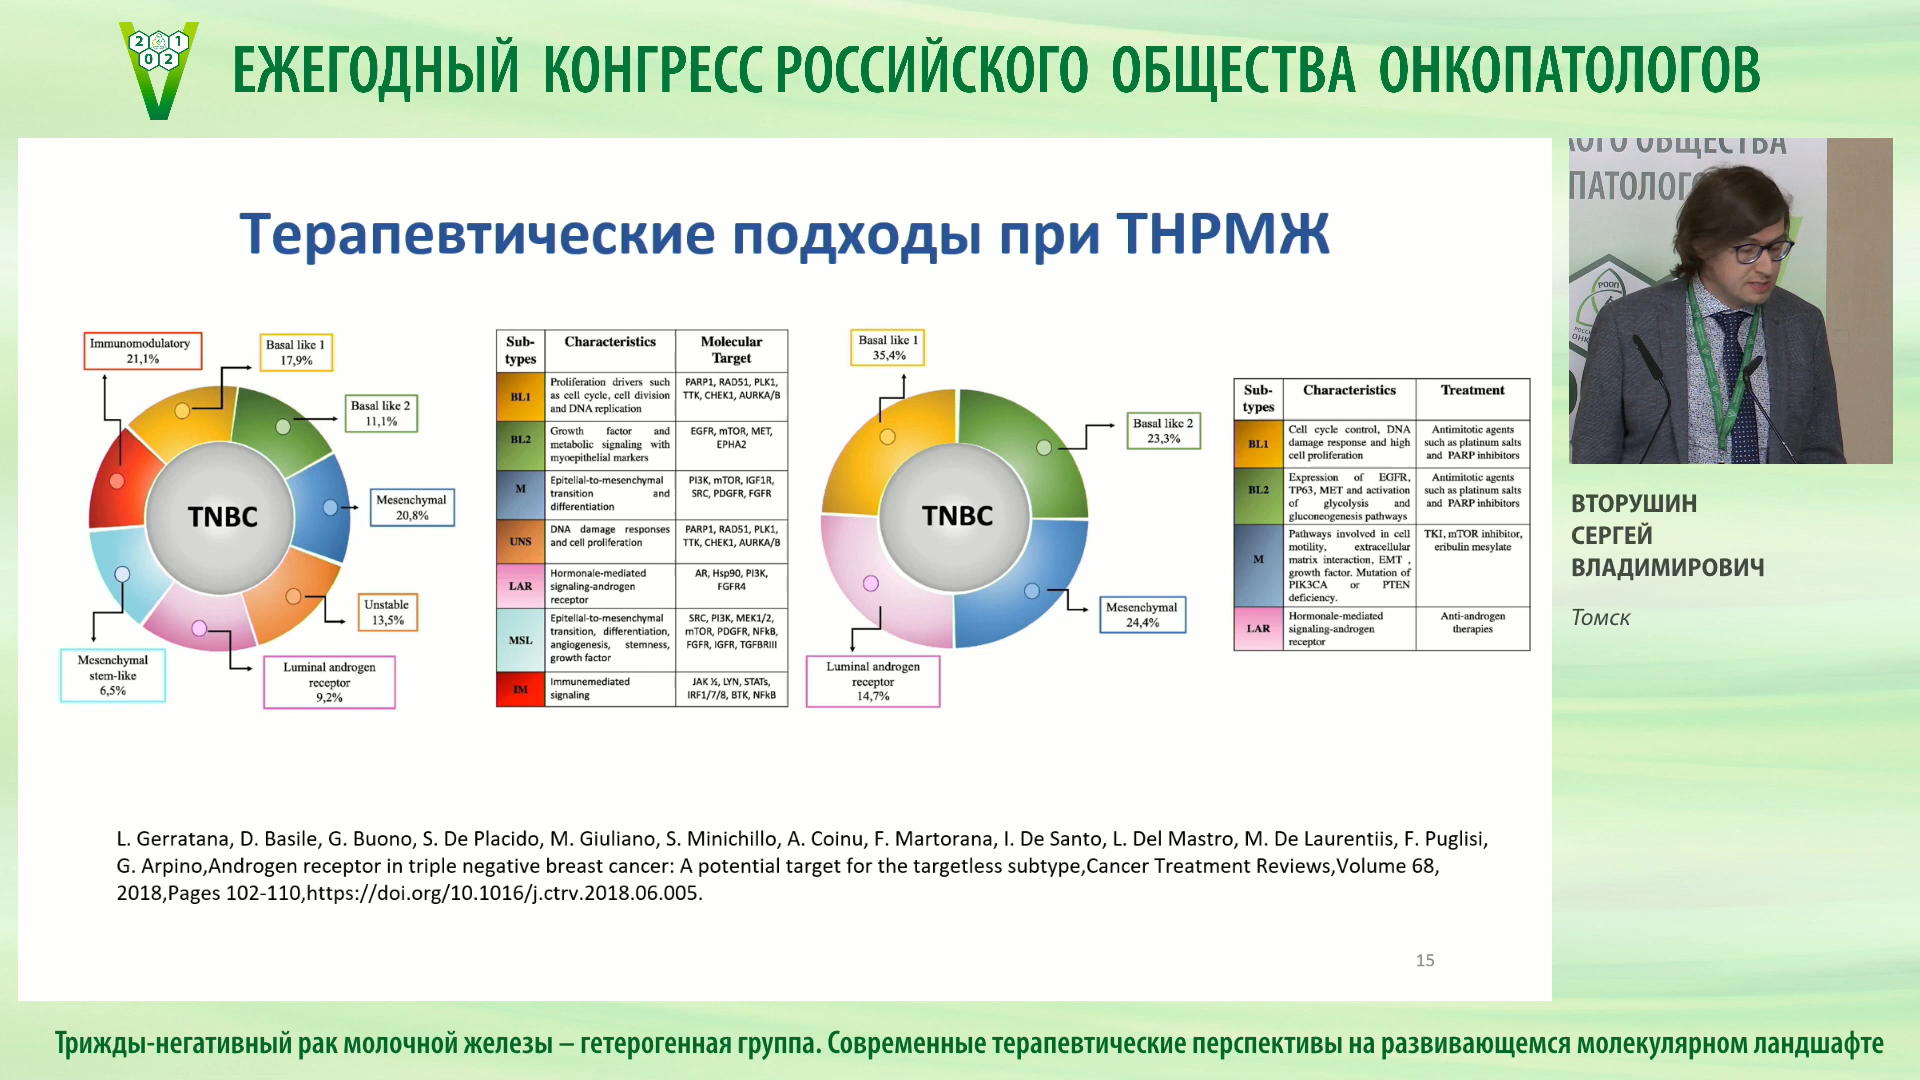 2 1
0 2
ЕЖЕГОДНЫЙ КОНГРЕСС РОССИЙСКОГО ОБЩЕСТВА ОНКОПАТОЛОГОВ
Терапевтические подходы при ТНРМЖ
Immunomodulatory
21,1%
Basal like 1
17,9%
Basal like 2
11,1%
Mesenchymal
20,8%
Unstable
13,5%
Luminal androgen
receptor
9,2%
Mesenchymal
stem-like
6,5%
TNBC
Sub-
types
Characteristics
Molecular
Target
BL1
Proliferation drivers such
as cell cycle, cell division
and DNA replication
PARP1, RAD51, PLK1,
TTK, CHEK1, AURKA/B
BL2
Growth factor and
metabolic signaling with
myoepithelial markers
EGFR, mTOR, MET,
EPHA2
M
Epitelial-to-mesenchymal
transition and
differentiation
PI3K, mTOR, IGF1R,
SRC, PDGFR, FGFR
UNS
DNA damage responses
and cell proliferation
PARP1, RAD51, PLK1,
TTK, CHEK1, AURKA/B
LAR
Hormonale-mediated
signaling-androgen
receptor
AR, Hsp90, PI3K,
FGFR4
MSL
Epitelial-to-mesenchymal
transition, differentiation,
angiogenesis, stemness,
growth factor
SRC, PI3K, MEK1/2,
mTOR, PDGFR, NFkB,
FGFR, IGFR, TGFBRIII
IM
Immunemediated
signaling
JAK ½, LYN, STATs,
IRF1/7/8, BTK, NFkB
Basal like 1
35,4%
Basal like 2
23,3%
Mesenchymal
24,4%
Luminal androgen
receptor
14,7%
TNBC
Sub-
types
Characteristics
Treatment
BL1
Cell cycle control, DNA
damage response and high
cell proliferation
Antimitotic agents
such as platinum salts
and PARP inhibitors
BL2
Expression of EGFR,
TP63, MET and activation
of glycolysis and
gluconeogenesis pathways
Antimitotic agents
such as platinum salts
and PARP inhibitors
M
Pathways involved in cell
motility, extracellular
matrix interaction, EMT ,
growth factor. Mutation of
PIK3CA or PTEN
deficiency.
TKI, mTOR inhibitor,
eribulin mesylate
LAR
Hormonale-mediated
signaling-androgen
receptor
Anti-androgen
therapies
L. Gerratana, D. Basile, G. Buono, S. De Placido, M. Giuliano, S. Minichillo, A. Coinu, F. Martorana, I. De Santo, L. Del Mastro, M. De Laurentiis, F. Puglisi,
G. Arpino,Androgen receptor in triple negative breast cancer: A potential target for the targetless subtype,Cancer Treatment Reviews,Volume 68,
2018,Pages 102-110,https://doi.org/10.1016/j.ctrv.2018.06.005.
15
ОБЩЕСТВА
РООП
ВТОРУШИН
СЕРГЕЙ
ВЛАДИМИРОВИЧ
Томск
Трижды-негативный рак молочной железы – гетерогенная группа. Современные терапевтические перспективы на развивающемся молекулярном ландшафте